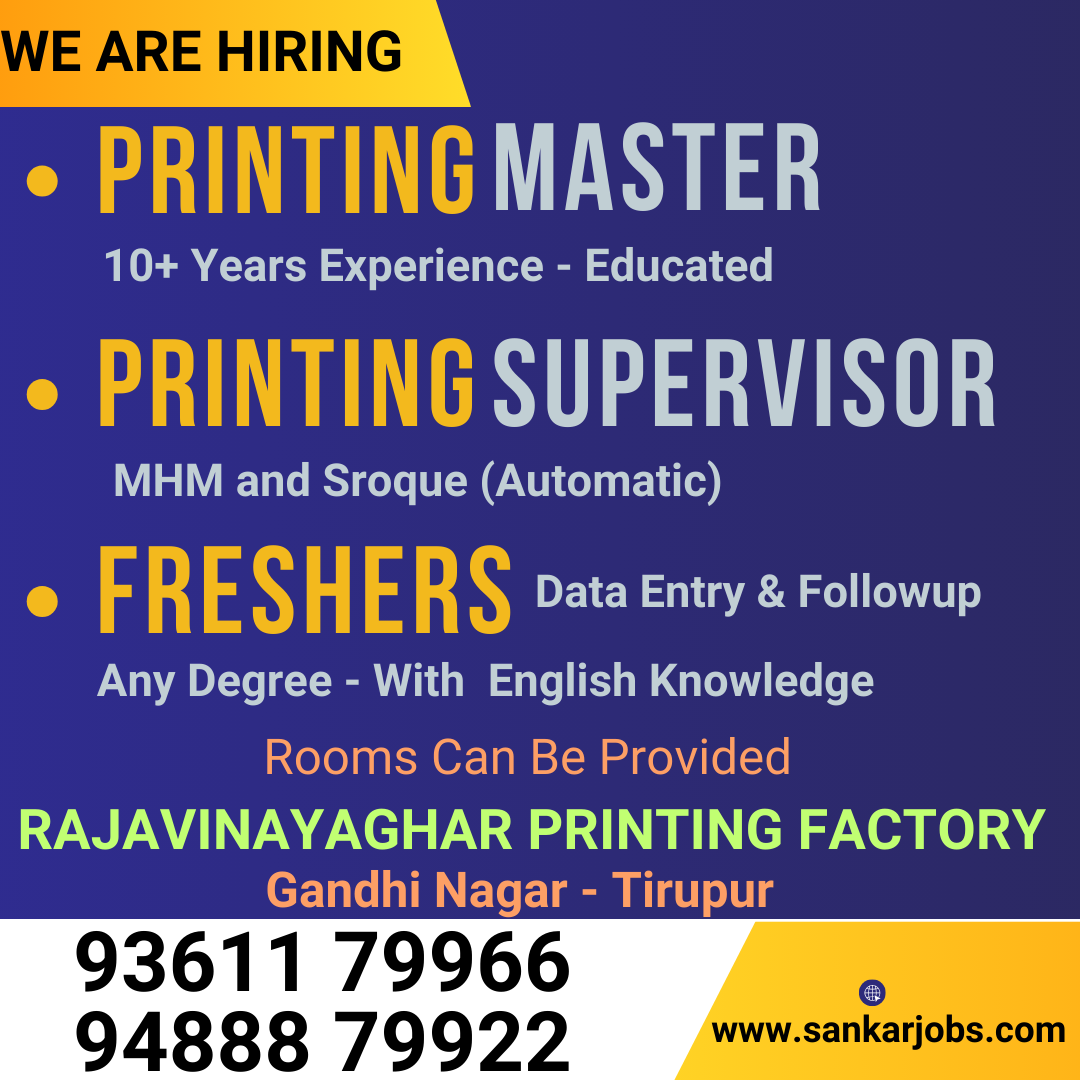 WE ARE HIRING
• PRINTING MASTER
10+ Years Experience - Educated
• PRINTING SUPERVISOR
MHM and Sroque (Automatic)
• FRESHERS Data Entry & Followup
Any Degree - With English Knowledge
Rooms Can Be Provided
RAJAVINAYAGHAR PRINTING FACTORY
Gandhi Nagar - Tirupur
93611 79966
94888 79922
www.sankarjobs.com